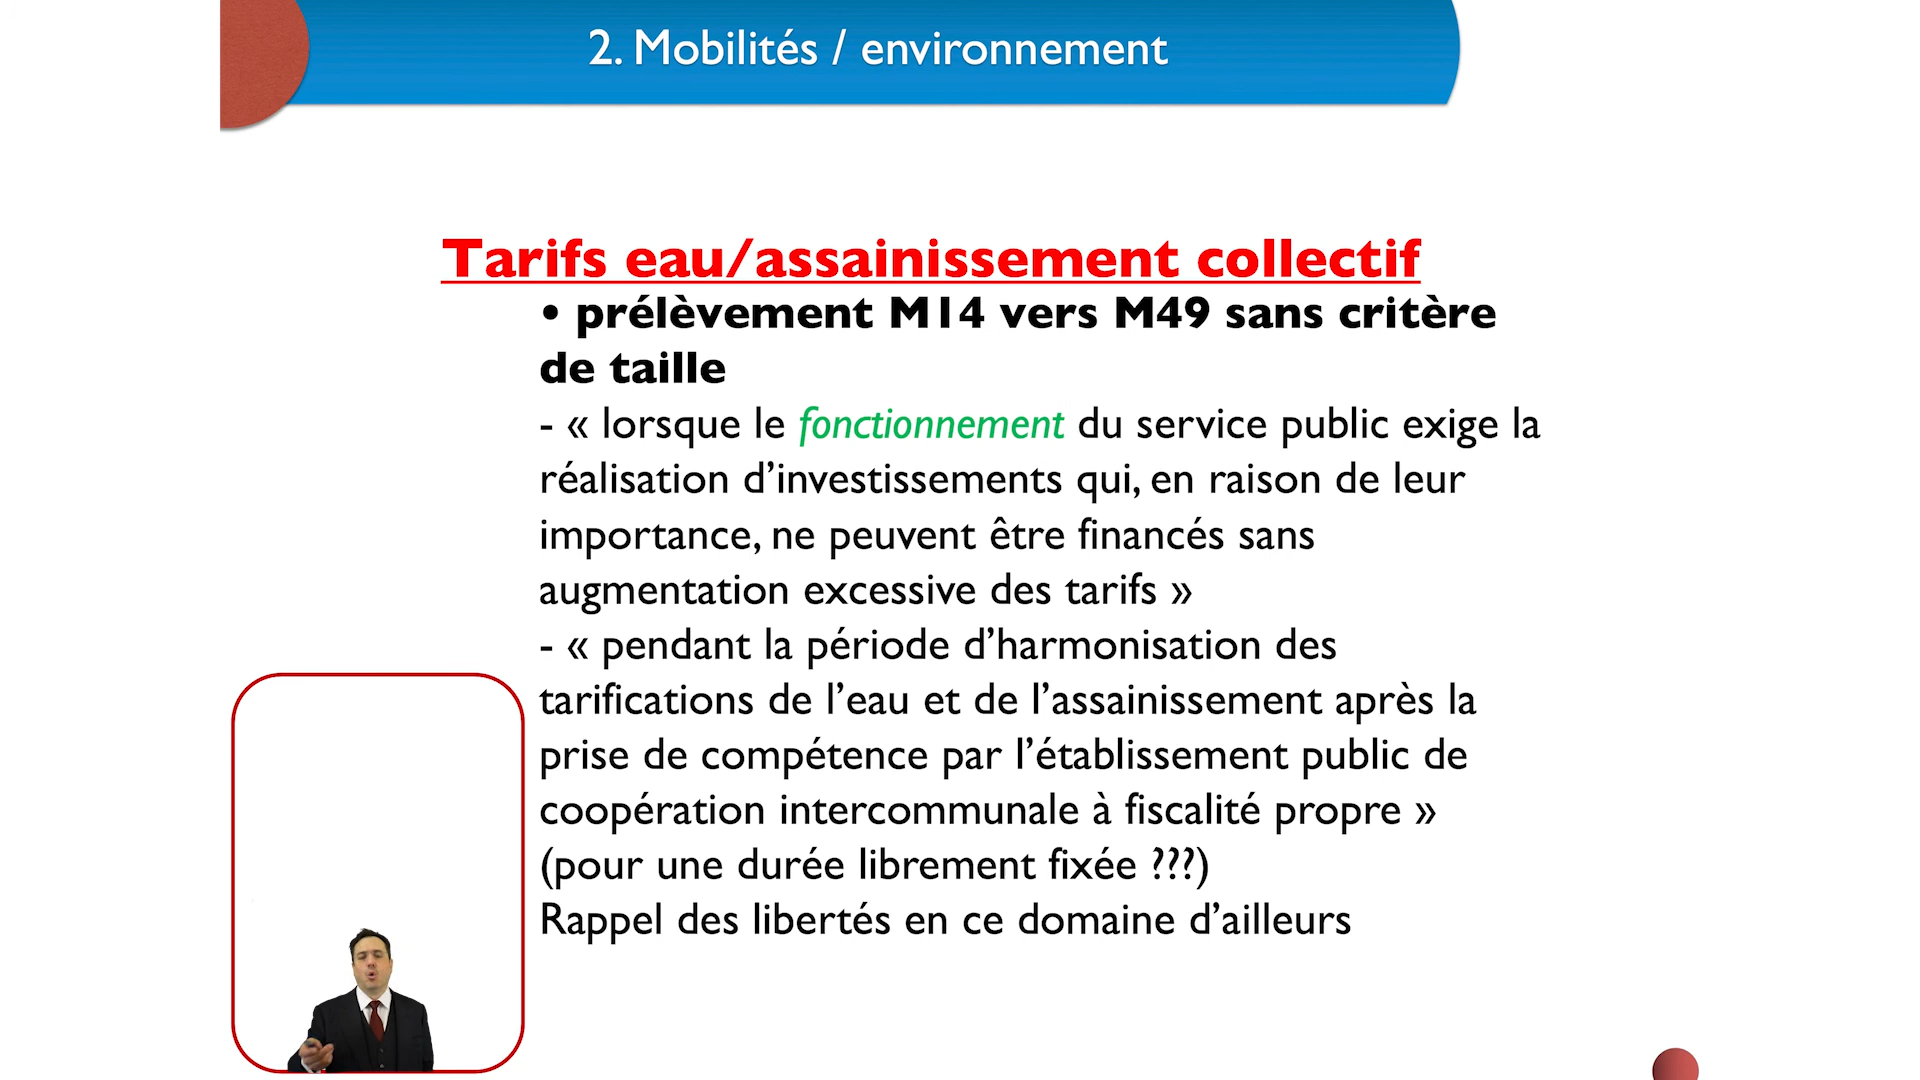 2. Mobilités / environnement
Tarifs eau/assainissement collectif
• prélèvement M14 vers M49 sans critère
de taille
- « lorsque le fonctionnement du service public exige la
réalisation d’investissements qui, en raison de leur
importance, ne peuvent être financés sans
augmentation excessive des tarifs »
- « pendant la période d’harmonisation des
tarifications de l’eau et de l’assainissement après la
prise de compétence par l’établissement public de
coopération intercommunale à fiscalité propre »
(pour une durée librement fixée ???)
Rappel des libertés en ce domaine d’ailleurs